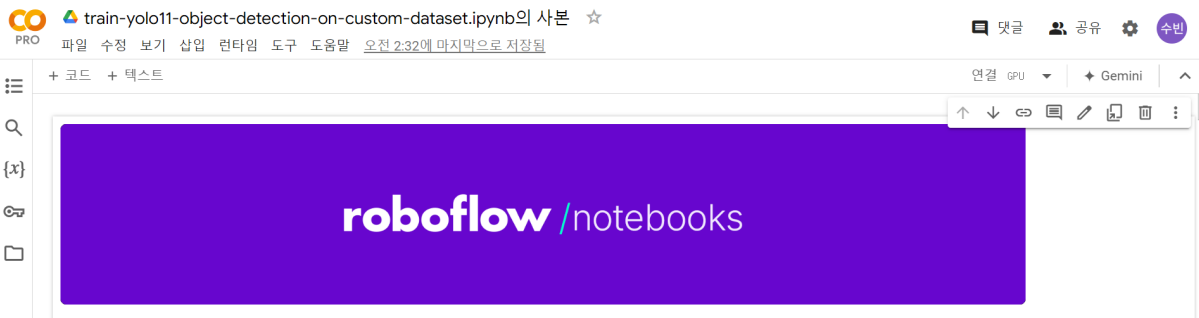 train-yolo11-object-detection-on-custom-dataset.ipynb의 사본
PRO
파일 수정 보기 삽입 런타임 도구 도움말 오전 2:32에 마지막으로 저장됨
댓글 공유 수빈
+ 코드 + 텍스트
연결 GPU Gemini
{x}
roboflow /notebooks